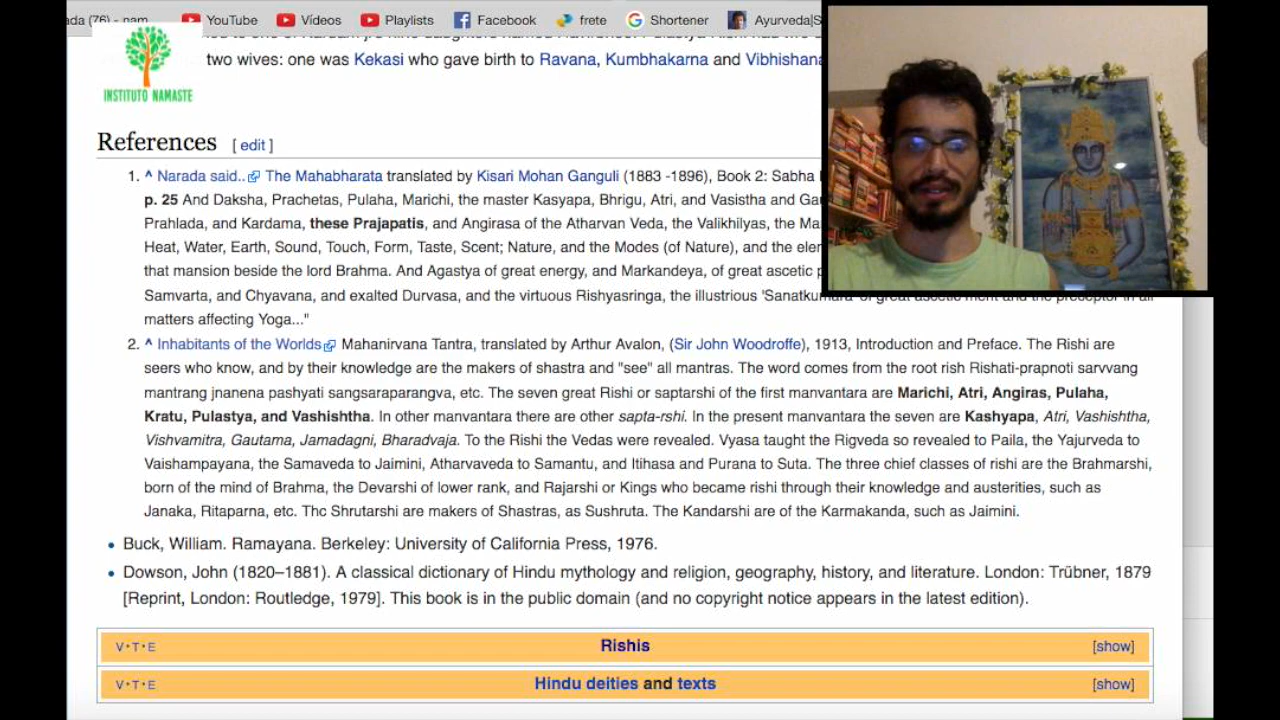 ada (76) - nam
YouTube
Vídeos
Playlists
Facebook
frete
Shortener
Ayurveda|S
INSTITUTO NAMASTE
two wives: one was Kekasi who gave birth to Ravana, Kumbhakarna and Vibhishana
References [ edit ]
1. ^ Narada said.. The Mahabharata translated by Kisari Mohan Ganguli (1883 -1896), Book 2: Sabha
p. 25 And Daksha, Prachetas, Pulaha, Marichi, the master Kasyapa, Bhrigu, Atri, and Vasistha and Gau
Prahlada, and Kardama, these Prajapatis, and Angirasa of the Atharvan Veda, the Valikhilyas, the Ma
Heat, Water, Earth, Sound, Touch, Form, Taste, Scent; Nature, and the Modes (of Nature), and the elem
that mansion beside the lord Brahma. And Agastya of great energy, and Markandeya, of great ascetic p
Samvarta, and Chyavana, and exalted Durvasa, and the virtuous Rishyasringa, the illustrious 'Sanatkumara' of great ascetic merit and the preceptor in all
matters affecting Yoga..."
2. ^ Inhabitants of the Worlds Mahanirvana Tantra, translated by Arthur Avalon, (Sir John Woodroffe), 1913, Introduction and Preface. The Rishi are
seers who know, and by their knowledge are the makers of shastra and "see" all mantras. The word comes from the root rish Rishati-prapnoti sarvvang
mantrang jnanena pashyati sangsaraparangva, etc. The seven great Rishi or saptarshi of the first manvantara are Marichi, Atri, Angiras, Pulaha,
Kratu, Pulastya, and Vashishtha. In other manvantara there are other sapta-rshi. In the present manvantara the seven are Kashyapa, Atri, Vashishtha,
Vishvamitra, Gautama, Jamadagni, Bharadvaja. To the Rishi the Vedas were revealed. Vyasa taught the Rigveda so revealed to Paila, the Yajurveda to
Vaishampayana, the Samaveda to Jaimini, Atharvaveda to Samantu, and Itihasa and Purana to Suta. The three chief classes of rishi are the Brahmarshi,
born of the mind of Brahma, the Devarshi of lower rank, and Rajarshi or Kings who became rishi through their knowledge and austerities, such as
Janaka, Ritaparna, etc. Thc Shrutarshi are makers of Shastras, as Sushruta. The Kandarshi are of the Karmakanda, such as Jaimini.
• Buck, William. Ramayana. Berkeley: University of California Press, 1976.
• Dowson, John (1820–1881). A classical dictionary of Hindu mythology and religion, geography, history, and literature. London: Trübner, 1879
[Reprint, London: Routledge, 1979]. This book is in the public domain (and no copyright notice appears in the latest edition).
V • T • E Rishis [show]
V • T • E Hindu deities and texts [show]